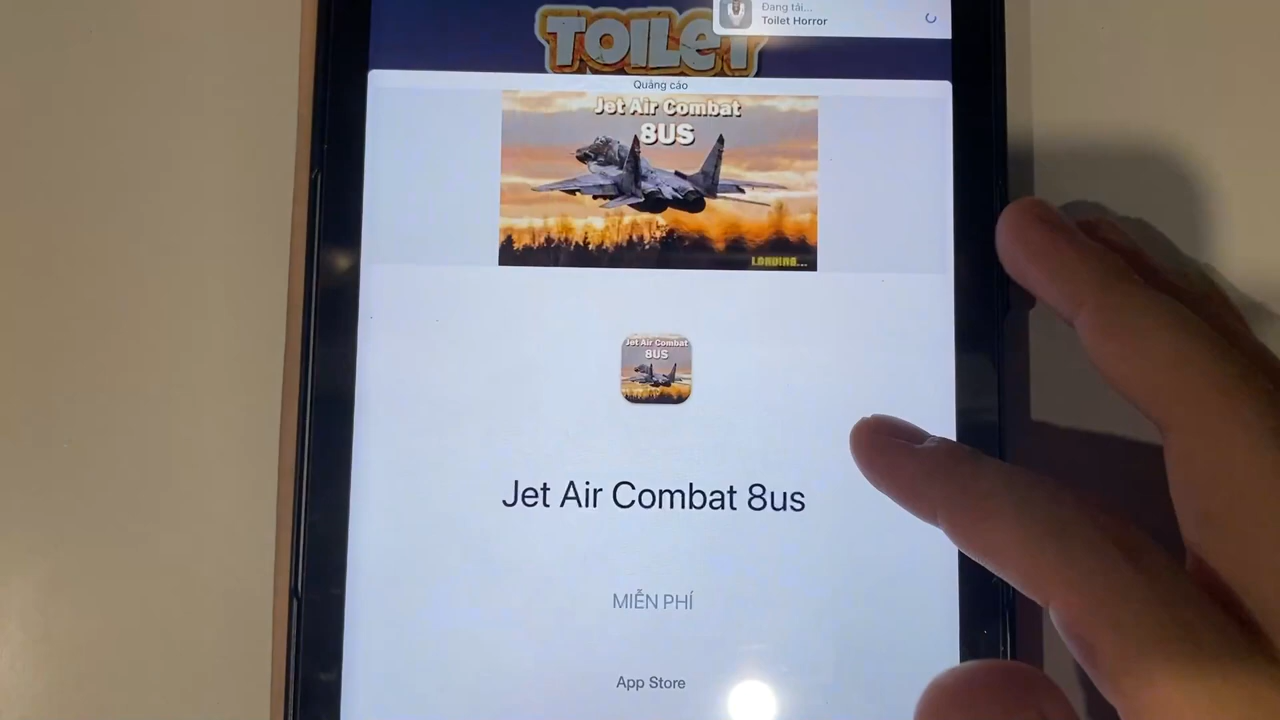 TOILET
Đang tải...
Toilet Horror
Quảng cáo
Jet Air Combat
8US
LOADING...
Jet Air Combat
8US
Jet Air Combat 8us
MIỄN PHÍ
App Store